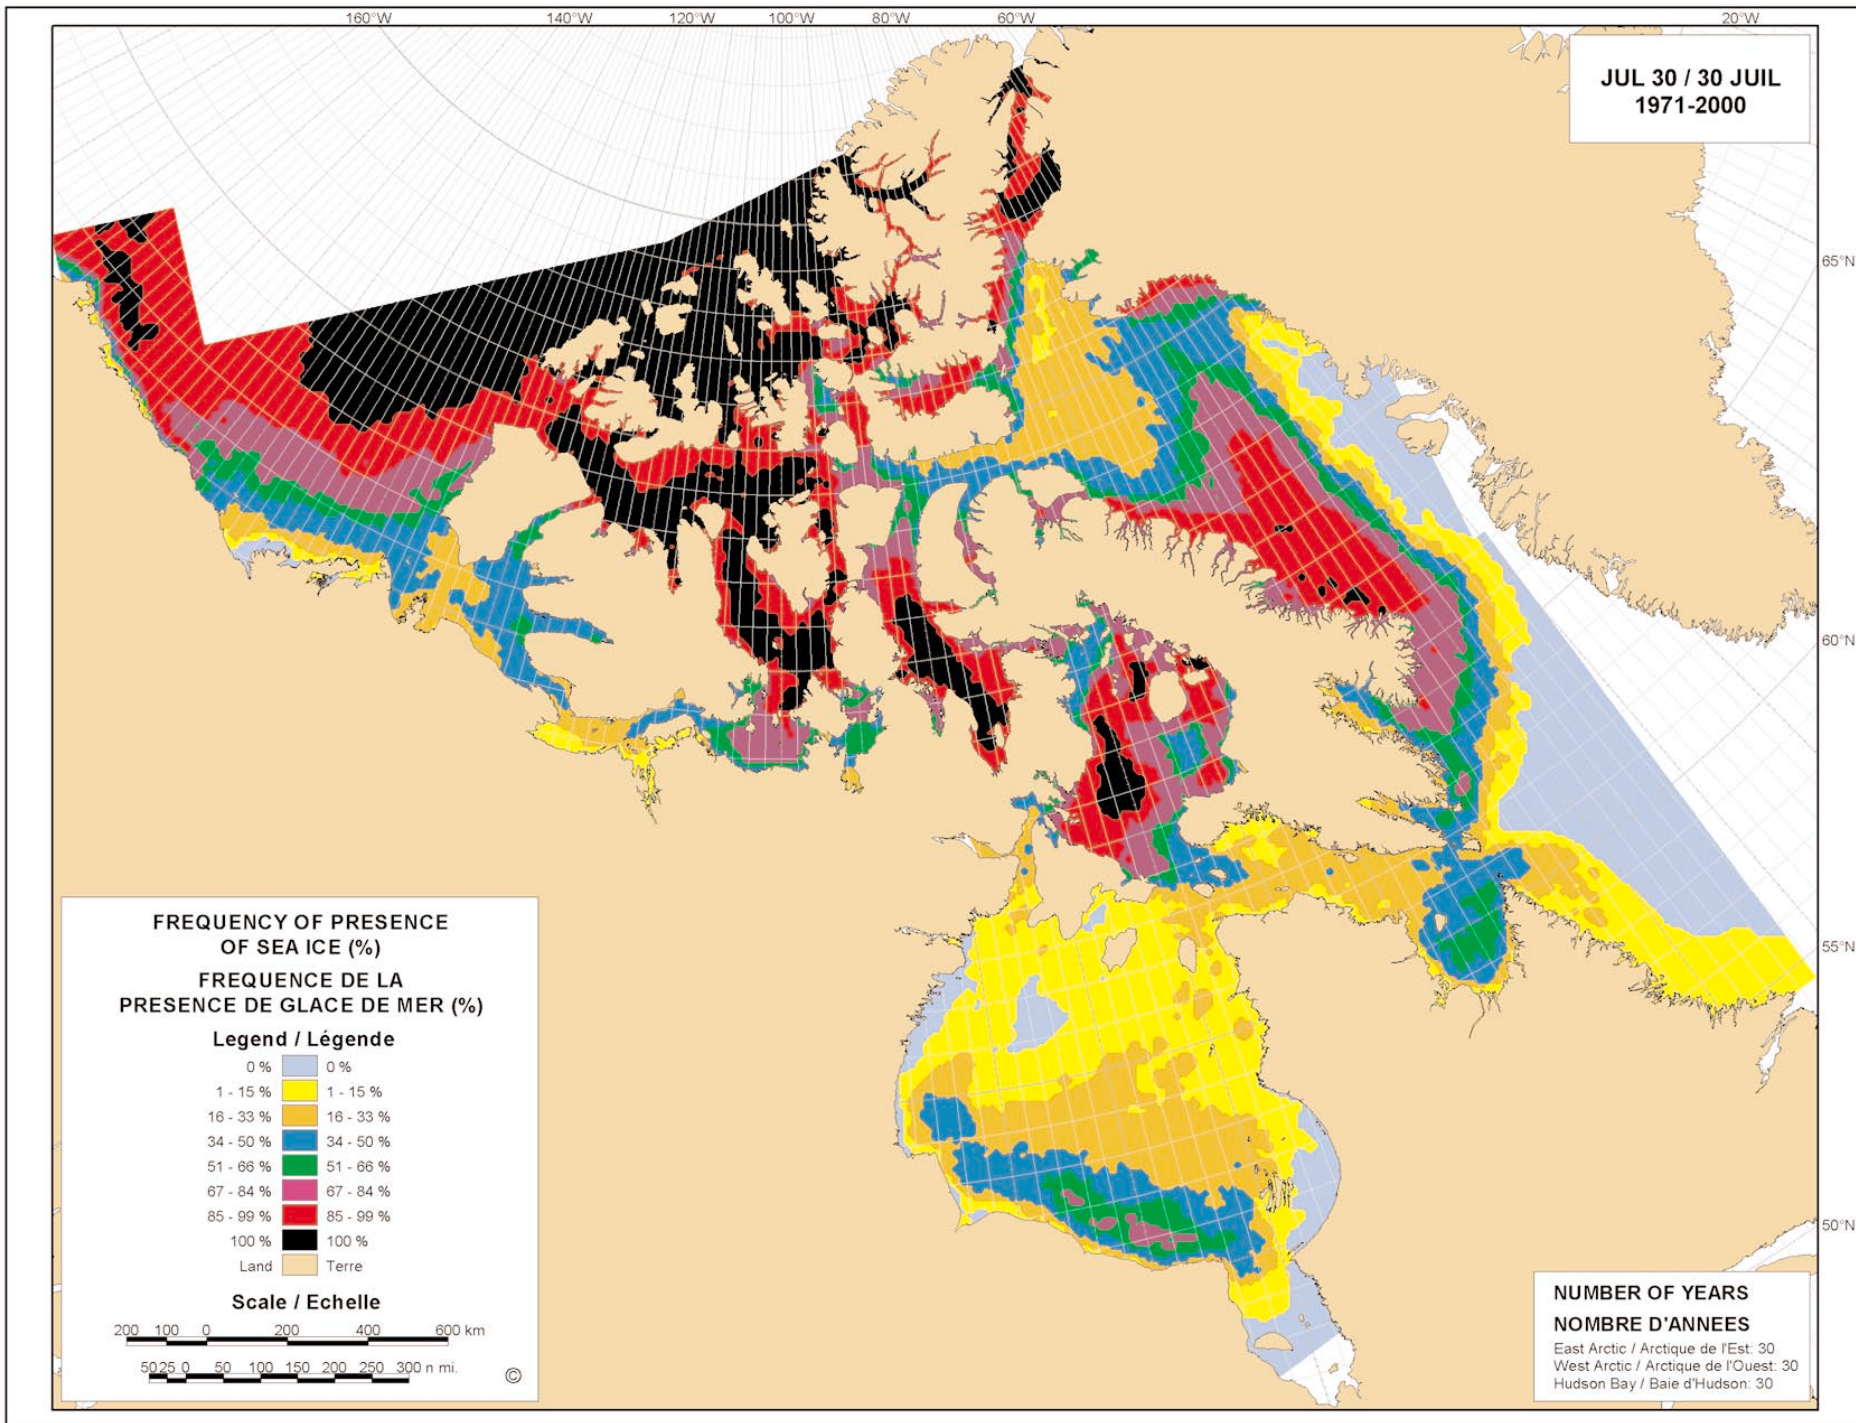 160°W 140°W 120°W 100°W 80°W 60°W 20°W
JUL 30 / 30 JUIL
1971-2000
65°N
60°N
55°N
50°N
FREQUENCY OF PRESENCE
OF SEA ICE (%)
FREQUENCE DE LA
PRESENCE DE GLACE DE MER (%)
Legend / Légende
0 % 0 %
1 - 15 % 1 - 15 %
16 - 33 % 16 - 33 %
34 - 50 % 34 - 50 %
51 - 66 % 51 - 66 %
67 - 84 % 67 - 84 %
85 - 99 % 85 - 99 %
100 % 100 %
Land Terre
Scale / Echelle
200 100 0 200 400 600 km
50 25 0 50 100 150 200 250 300 n mi.
©
NUMBER OF YEARS
NOMBRE D'ANNEES
East Arctic / Arctique de l'Est: 30
West Arctic / Arctique de l'Ouest: 30
Hudson Bay / Baie d'Hudson: 30